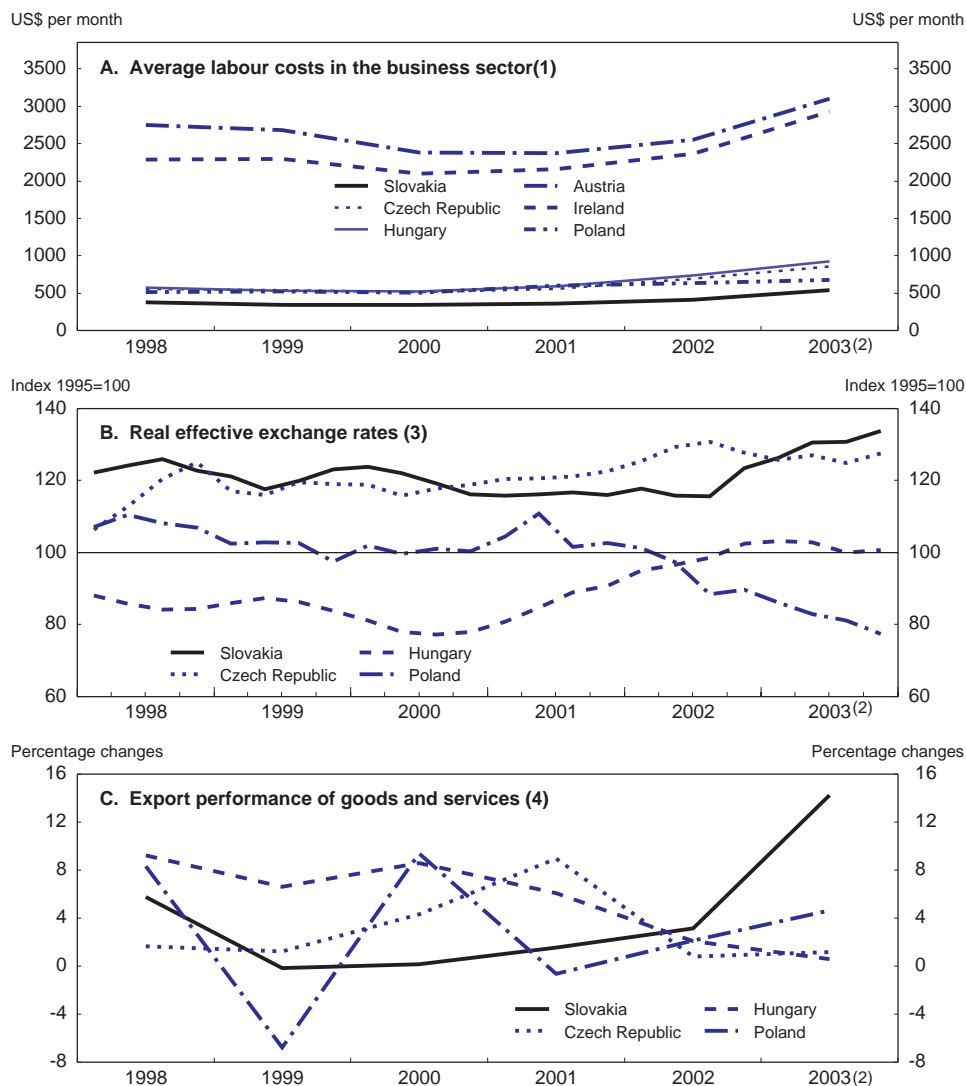 US$ per month US$ per month
A. Average labour costs in the business sector(1)
3500 3500
3000 3000
2500 2500
2000 2000
Slovakia Austria
Czech Republic Ireland
Hungary Poland
1500 1500
1000 1000
500 500
0 0
1998 1999 2000 2001 2002 2003(2)
Index 1995=100 Index 1995=100
140 140
B. Real effective exchange rates (3)
120 120
100 100
80 80
Slovakia Hungary
Czech Republic Poland
60 60
1998 1999 2000 2001 2002 2003(2)
Percentage changes Percentage changes
16 16
C. Export performance of goods and services (4)
12 12
8 8
4 4
0 0
-4 -4
Slovakia Hungary
Czech Republic Poland
-8 -8
1998 1999 2000 2001 2002 2003(2)